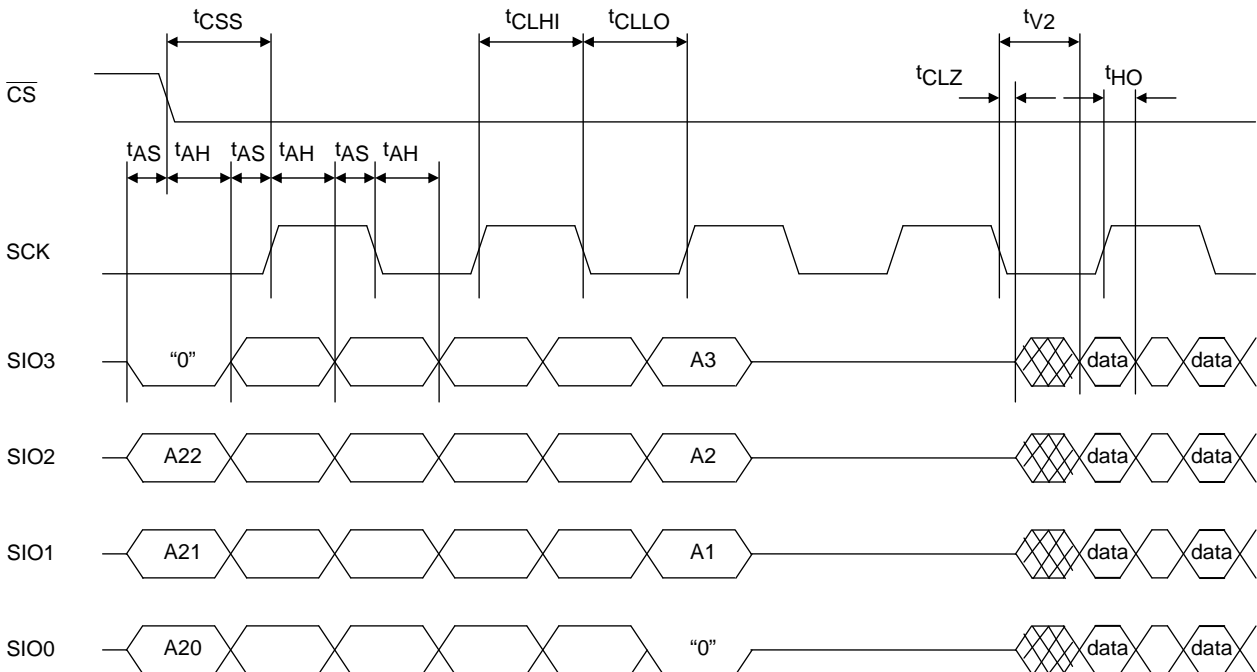 tCSS tCLHI tCLLO tV2
tCLZ tHO
CS
tAS tAH tAS tAH tAS tAH
SCK
SIO3 “0” A3 data data
SIO2 A22 A2 data data
SIO1 A21 A1 data data
SIO0 A20 “0” data data